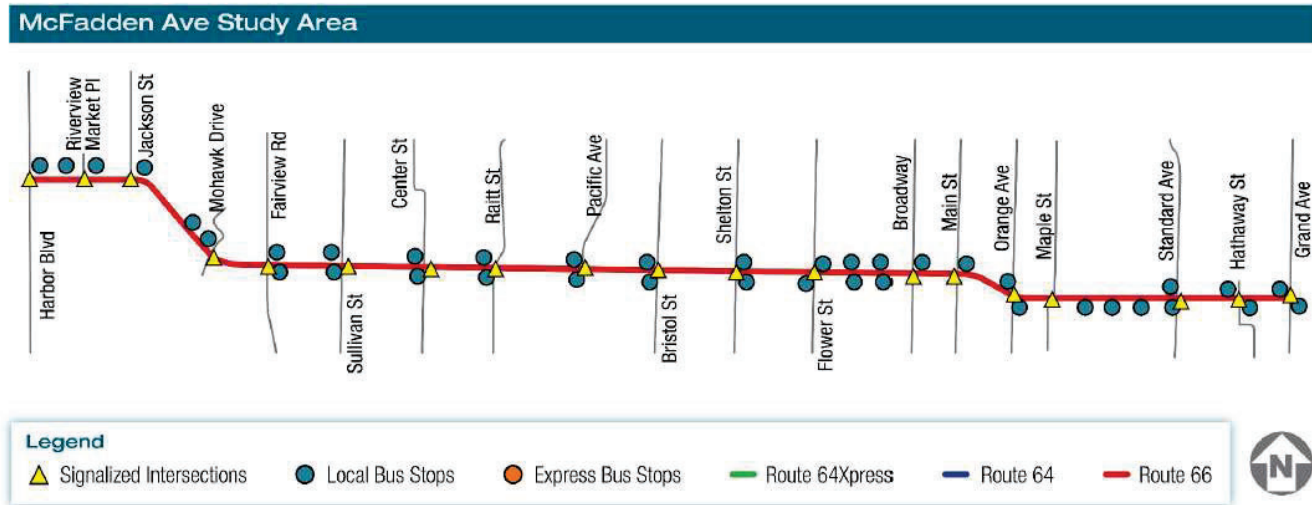 McFadden Ave Study Area
Harbor Blvd
Riverview
Market Pl
Jackson St
Mohawk Drive
Fairview Rd
Sullivan St
Center St
Raitt St
Pacific Ave
Bristol St
Shelton St
Flower St
Broadway
Main St
Orange Ave
Maple St
Standard Ave
Hathaway St
Grand Ave
Legend
Signalized Intersections
Local Bus Stops
Express Bus Stops
Route 64Xpress
Route 64
Route 66
N